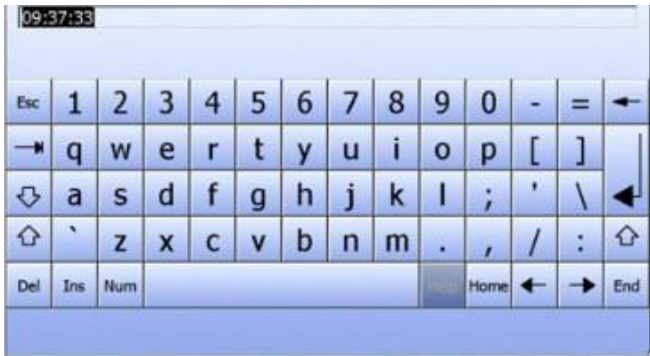 09:37:33
Esc 1 2 3 4 5 6 7 8 9 0 - =
q w e r t y u i o p [ ]
a s d f g h j k l ; ' \
` z x c v b n m . , / :
Del Ins Num Help Home End